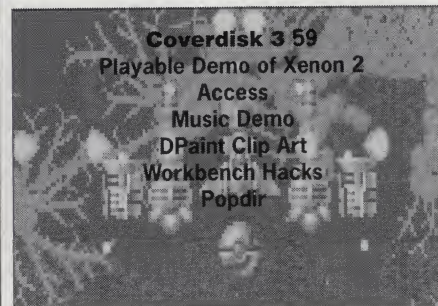 Coverdisk 3 59
Playable Demo of Xenon 2
Access
Music Demo
DPaint Clip Art
Workbench Hacks
Popdir